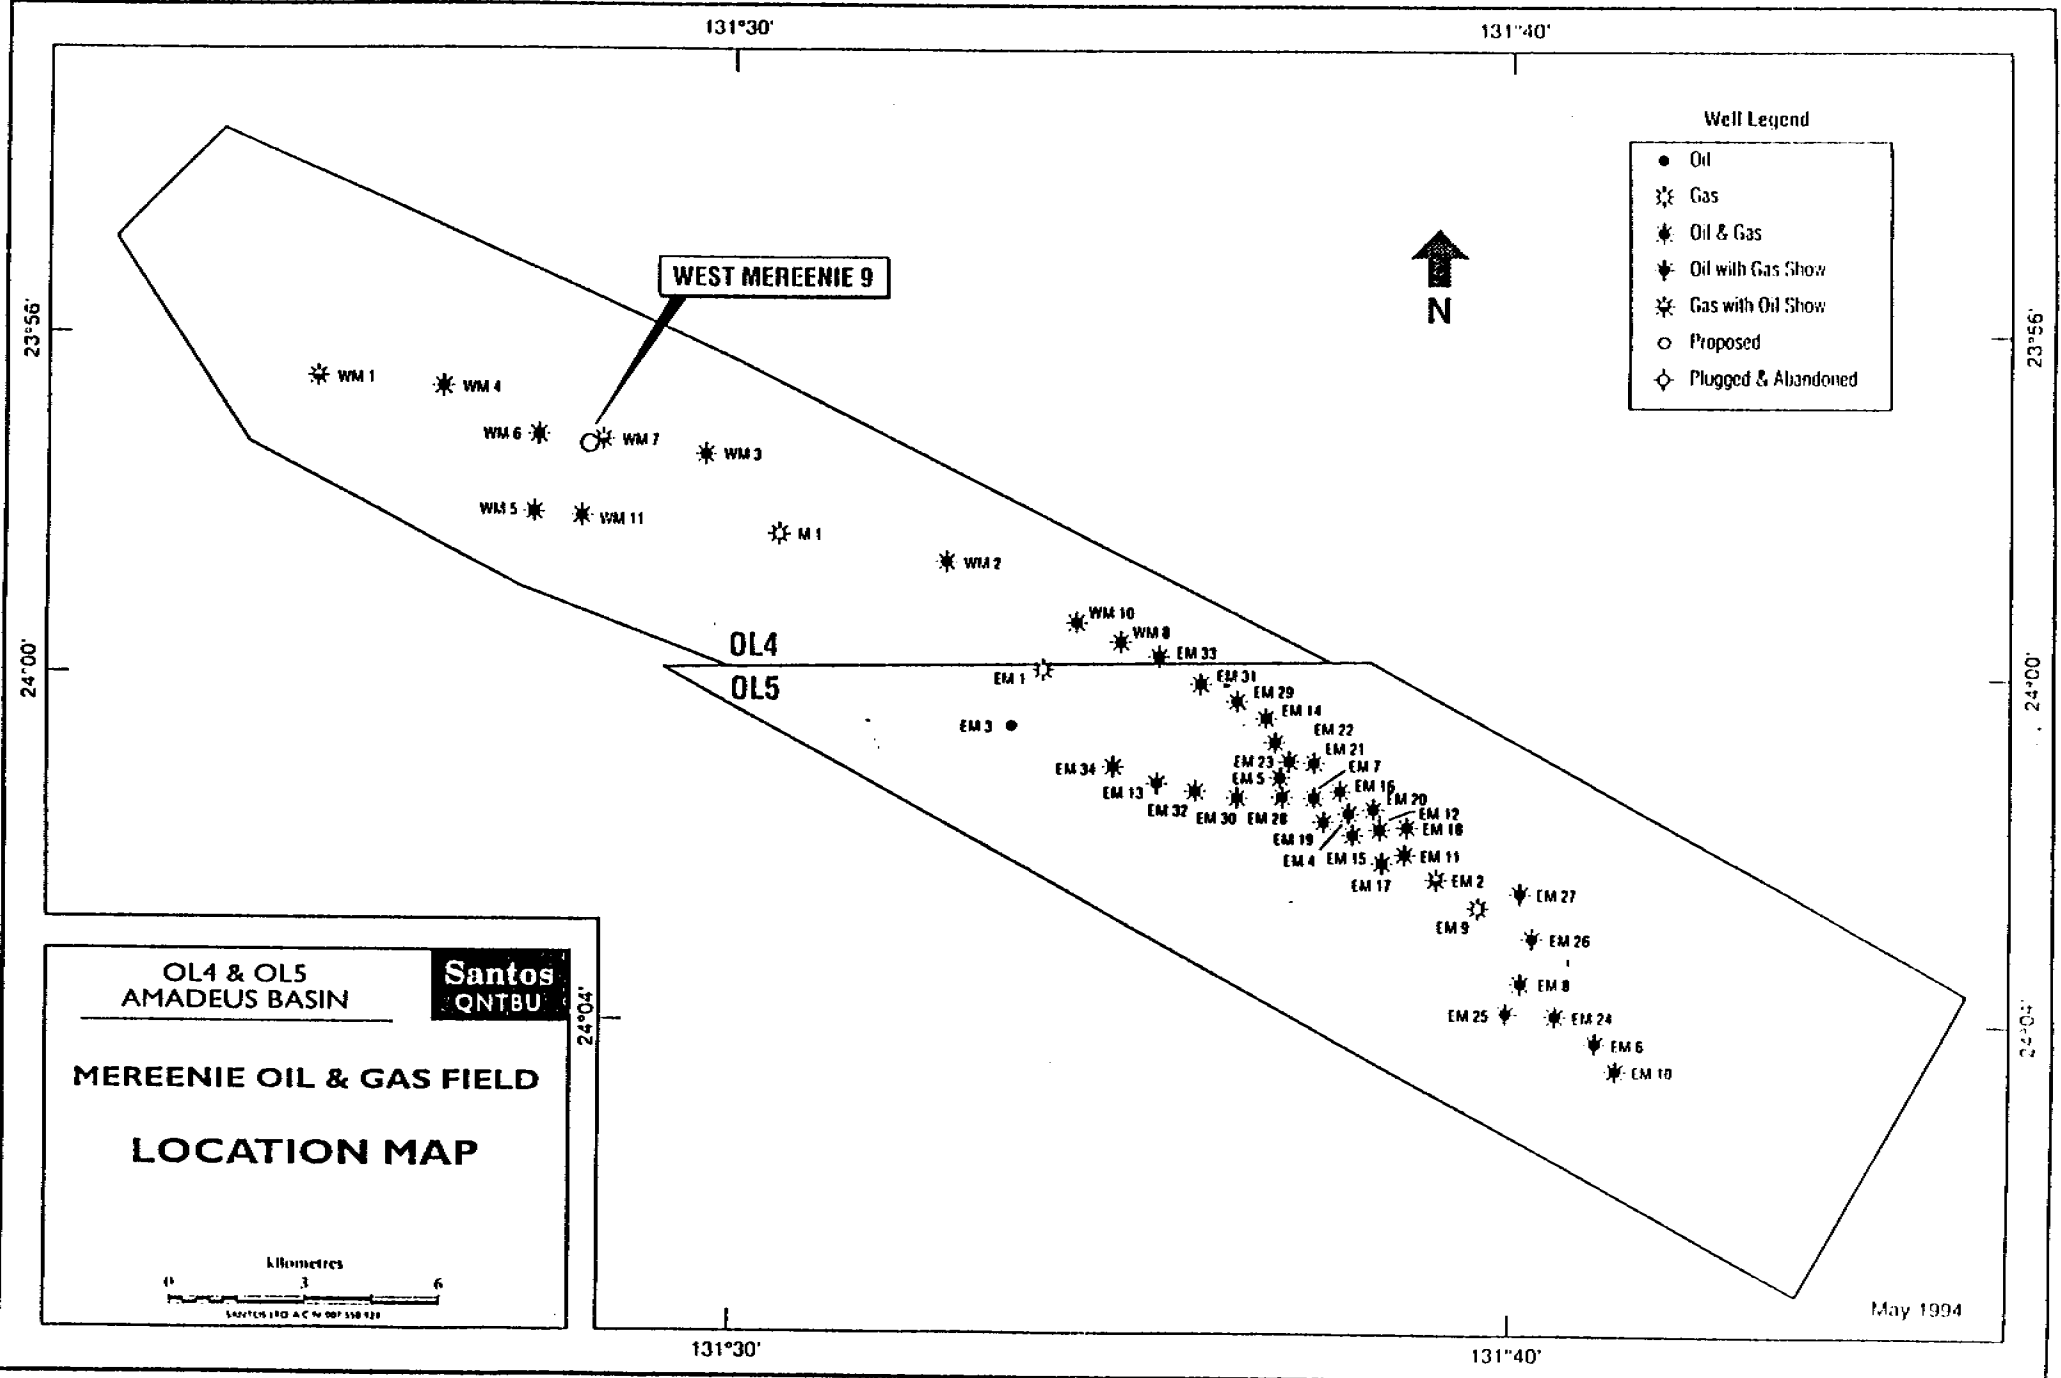 131°30'
131°40'
Well Legend
Oil
Gas
Oil & Gas
Oil with Gas Show
Gas with Oil Show
Proposed
Plugged & Abandoned
N
WEST MEREENIE 9
23°56'
23°56'
WM 1
WM 4
WM 6
WM 7
WM 3
WM 5
WM 11
M 1
WM 2
WM 10
WM 8
OL4
EM 33
24°00'
24°00'
EM 1
OL5
EM 31
EM 29
EM 14
EM 3
EM 22
EM 21
EM 23
EM 7
EM 34
EM 5
EM 16
EM 13
EM 20
EM 32
EM 30
EM 28
EM 12
EM 18
EM 19
EM 4
EM 15
EM 11
EM 17
EM 2
EM 27
EM 9
EM 26
EM 8
EM 25
EM 24
EM 6
EM 10
24°04'
24°04'
OL4 & OL5
AMADEUS BASIN
Santos
QNTBU
MEREENIE OIL & GAS FIELD
LOCATION MAP
kilometres
0 3 6
SANTOS LTD A.C.N. 007 550 923
May 1994
131°30'
131°40'